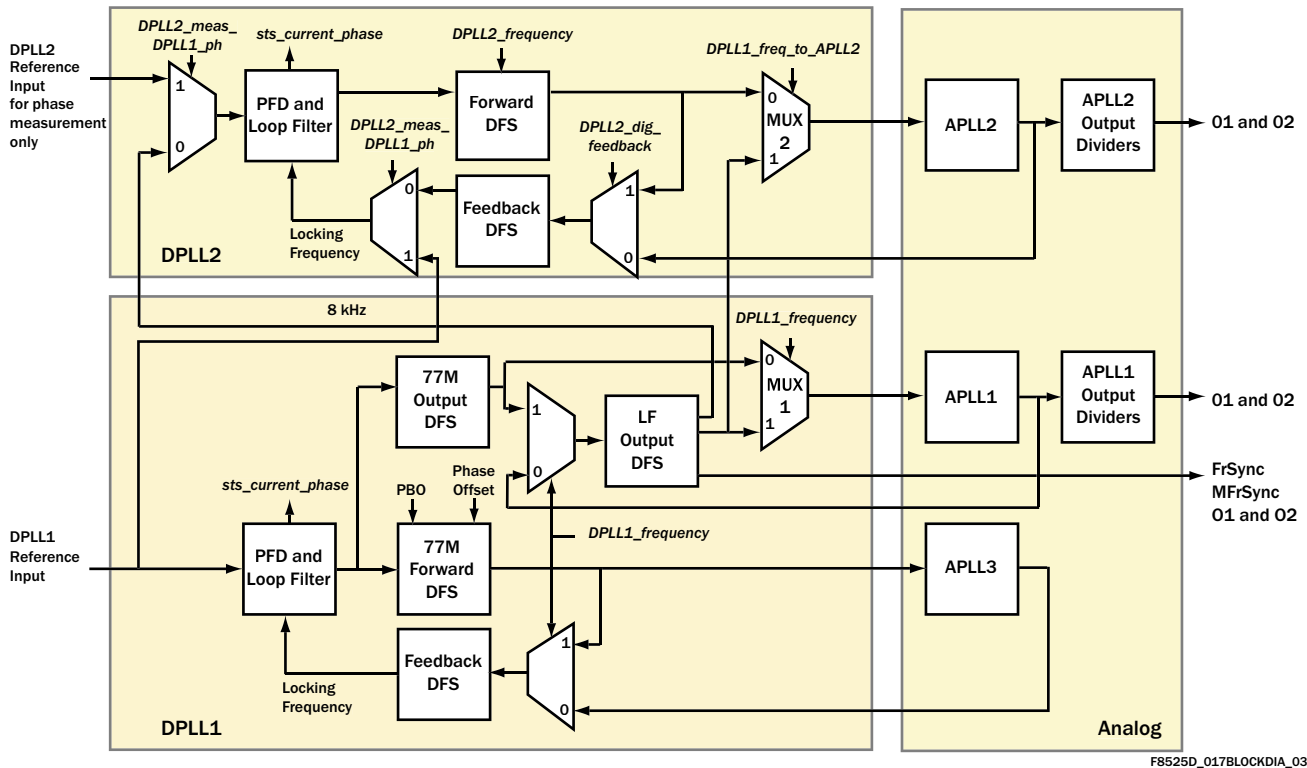 DPLL2
Reference
Input
for phase
measurement
only
DPLL2_meas_
DPLL1_ph
1
0
sts_current_phase
PFD and
Loop Filter
DPLL2_frequency
Forward
DFS
DPLL2_meas_
DPLL1_ph
0
1
Feedback
DFS
DPLL2_dig_
feedback
1
0
DPLL1_freq_to_APLL2
0
MUX
2
1
Locking
Frequency
DPLL2
APLL2
APLL2
Output
Dividers
O1 and O2
8 kHz
77M
Output
DFS
1
0
LF
Output
DFS
DPLL1_frequency
0
MUX
1
1
APLL1
APLL1
Output
Dividers
O1 and O2
FrSync
MFrSync
O1 and O2
DPLL1
Reference
Input
sts_current_phase
PFD and
Loop Filter
PBO
Phase
Offset
77M
Forward
DFS
DPLL1_frequency
APLL3
Feedback
DFS
1
0
Locking
Frequency
DPLL1
Analog
F8525D_017BLOCKDIA_03